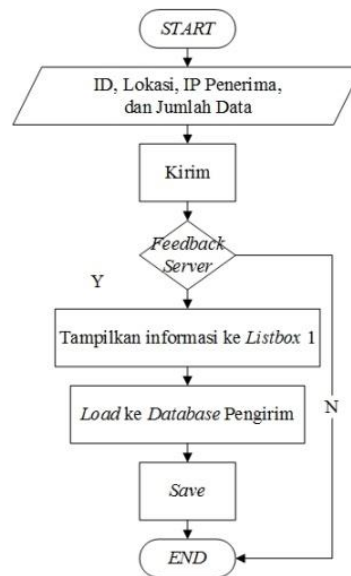 START
ID, Lokasi, IP Penerima,
dan Jumlah Data
Kirim
Feedback
Server
Y
Tampilkan informasi ke Listbox 1
N
Load ke Database Pengirim
Save
END